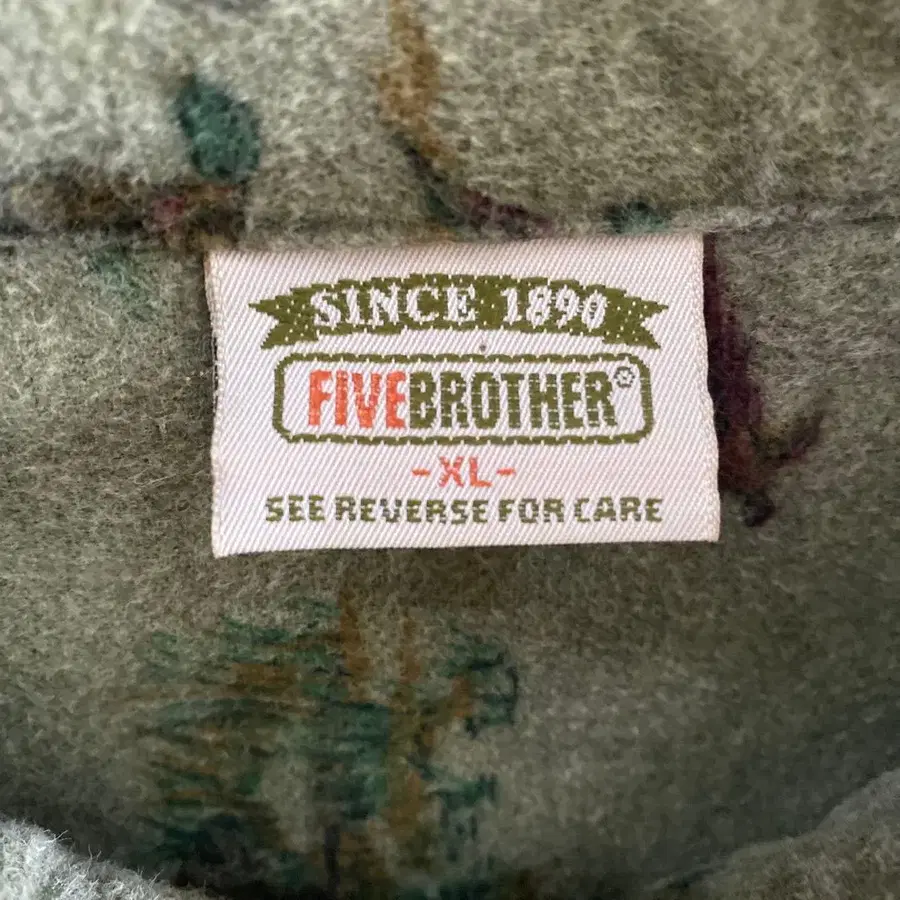 SINCE 1890
FIVEBROTHER®
-XL-
SEE REVERSE FOR CARE